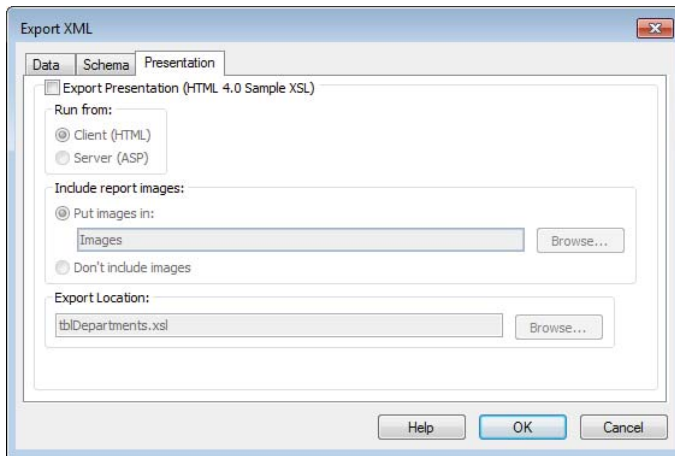 Export XML
Data Schema Presentation
Export Presentation (HTML 4.0 Sample XSL)
Run from:
Client (HTML)
Server (ASP)
Include report images:
Put images in:
Images Browse...
Don't include images
Export Location:
tblDepartments.xsl Browse...
Help OK Cancel